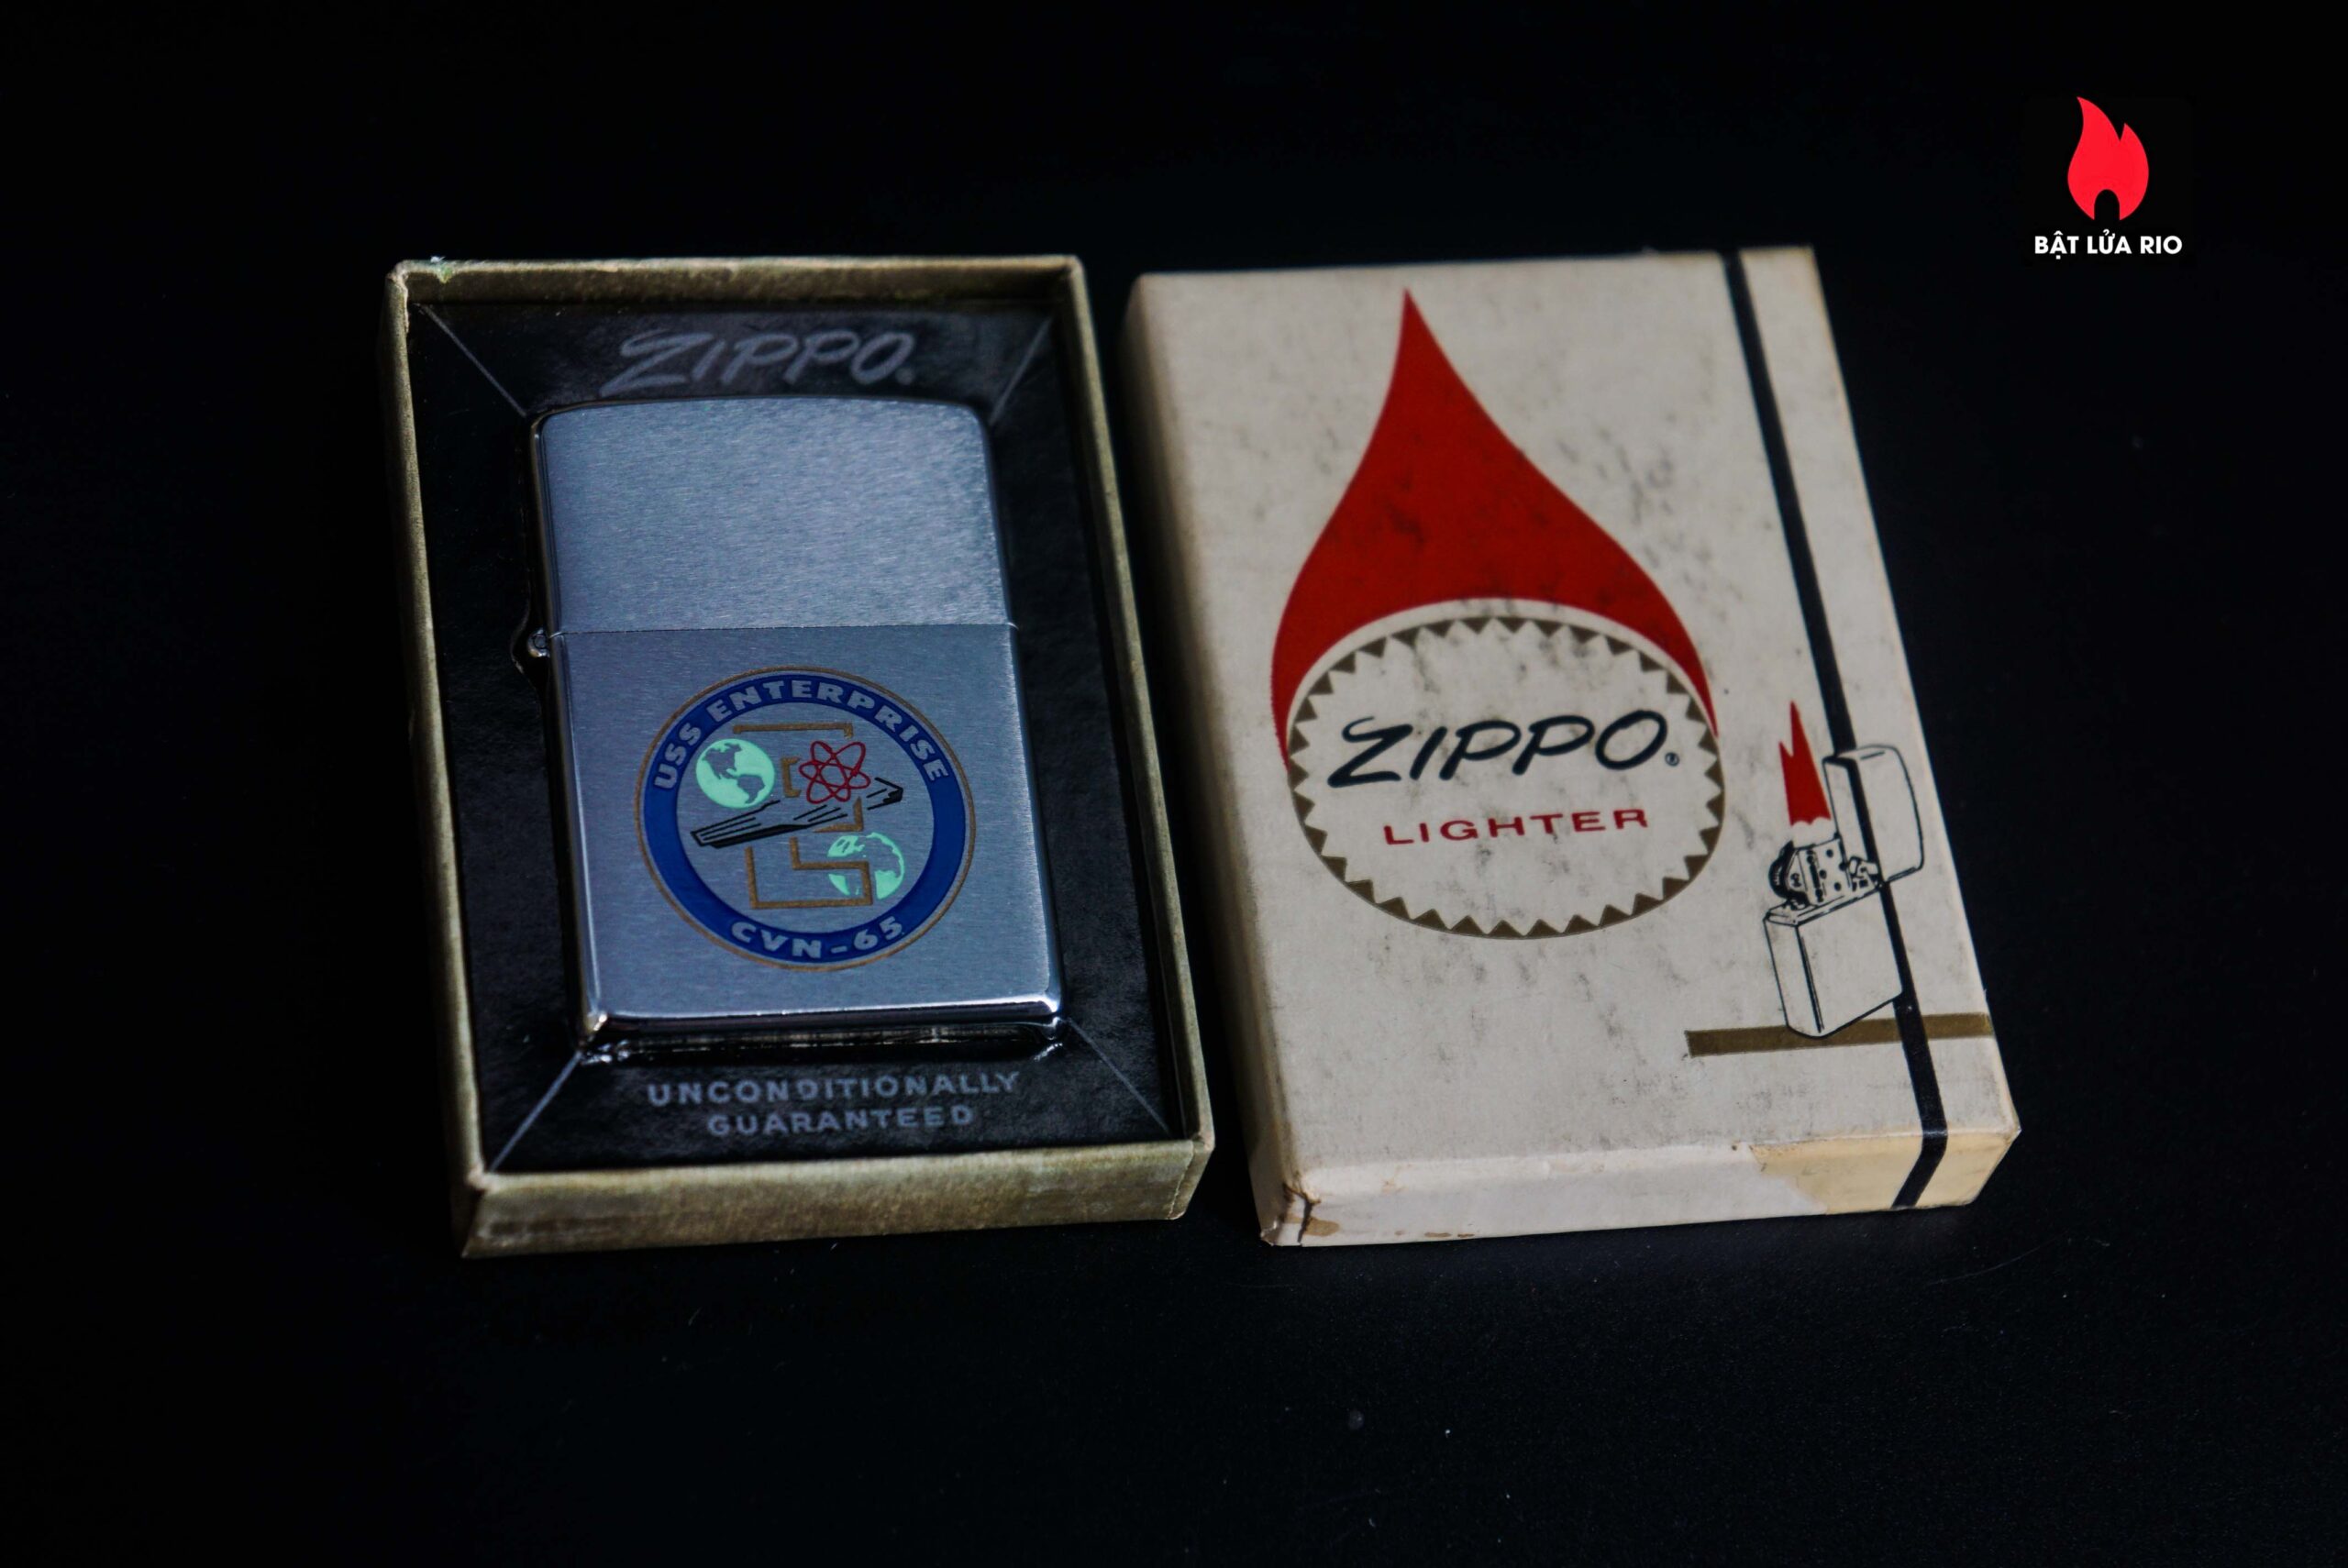 BẬT LỬA RIO
ZIPPO.
USS ENTERPRISE
CVN-65
UNCONDITIONALLY
GUARANTEED
ZIPPO®
LIGHTER